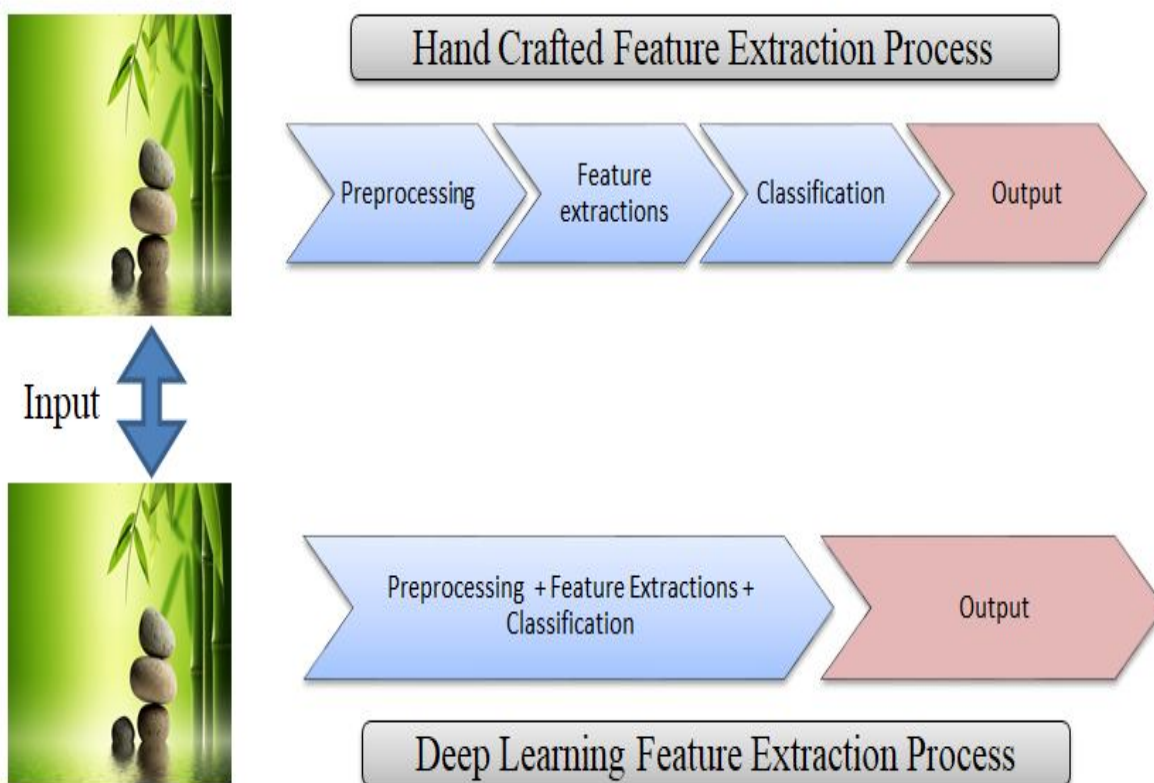 Hand Crafted Feature Extraction Process
Preprocessing
Feature
extractions
Classification
Output
Input
Preprocessing + Feature Extractions +
Classification
Output
Deep Learning Feature Extraction Process